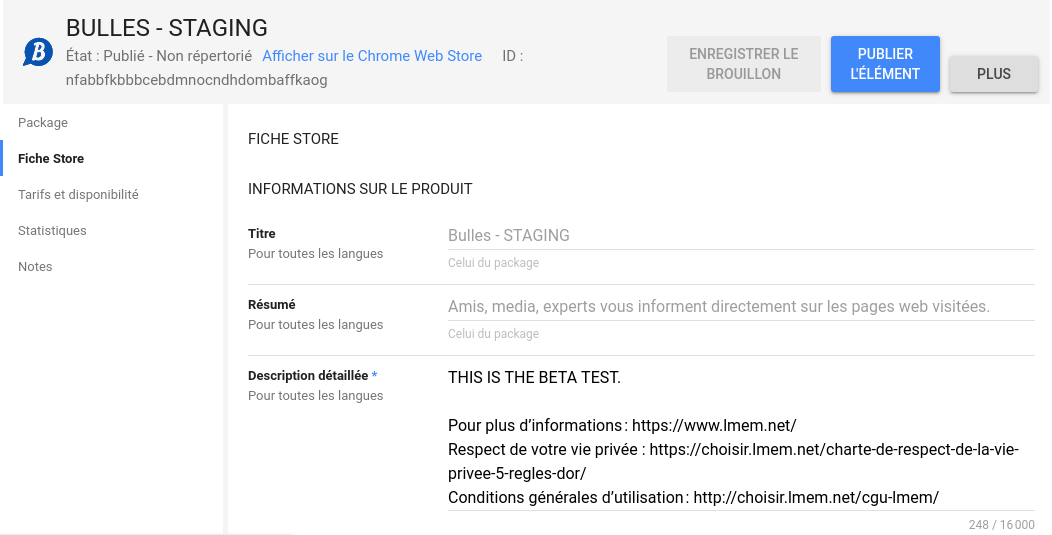 BULLES - STAGING
État : Publié - Non répertorié Afficher sur le Chrome Web Store ID :
nfabbfkbbbcebdmnocndhdombaffkaog
ENREGISTRER LE
BROUILLON
PUBLIER
L'ÉLÉMENT
PLUS
Package
Fiche Store
Tarifs et disponibilité
Statistiques
Notes
FICHE STORE
INFORMATIONS SUR LE PRODUIT
Titre
Pour toutes les langues
Bulles - STAGING
Celui du package
Résumé
Pour toutes les langues
Amis, media, experts vous informent directement sur les pages web visitées.
Celui du package
Description détaillée *
Pour toutes les langues
THIS IS THE BETA TEST.
Pour plus d’informations : https://www.lmem.net/
Respect de votre vie privée : https://choisir.lmem.net/charte-de-respect-de-la-vie-
privee-5-regles-dor/
Conditions générales d’utilisation : http://choisir.lmem.net/cgu-lmem/
248 / 16 000